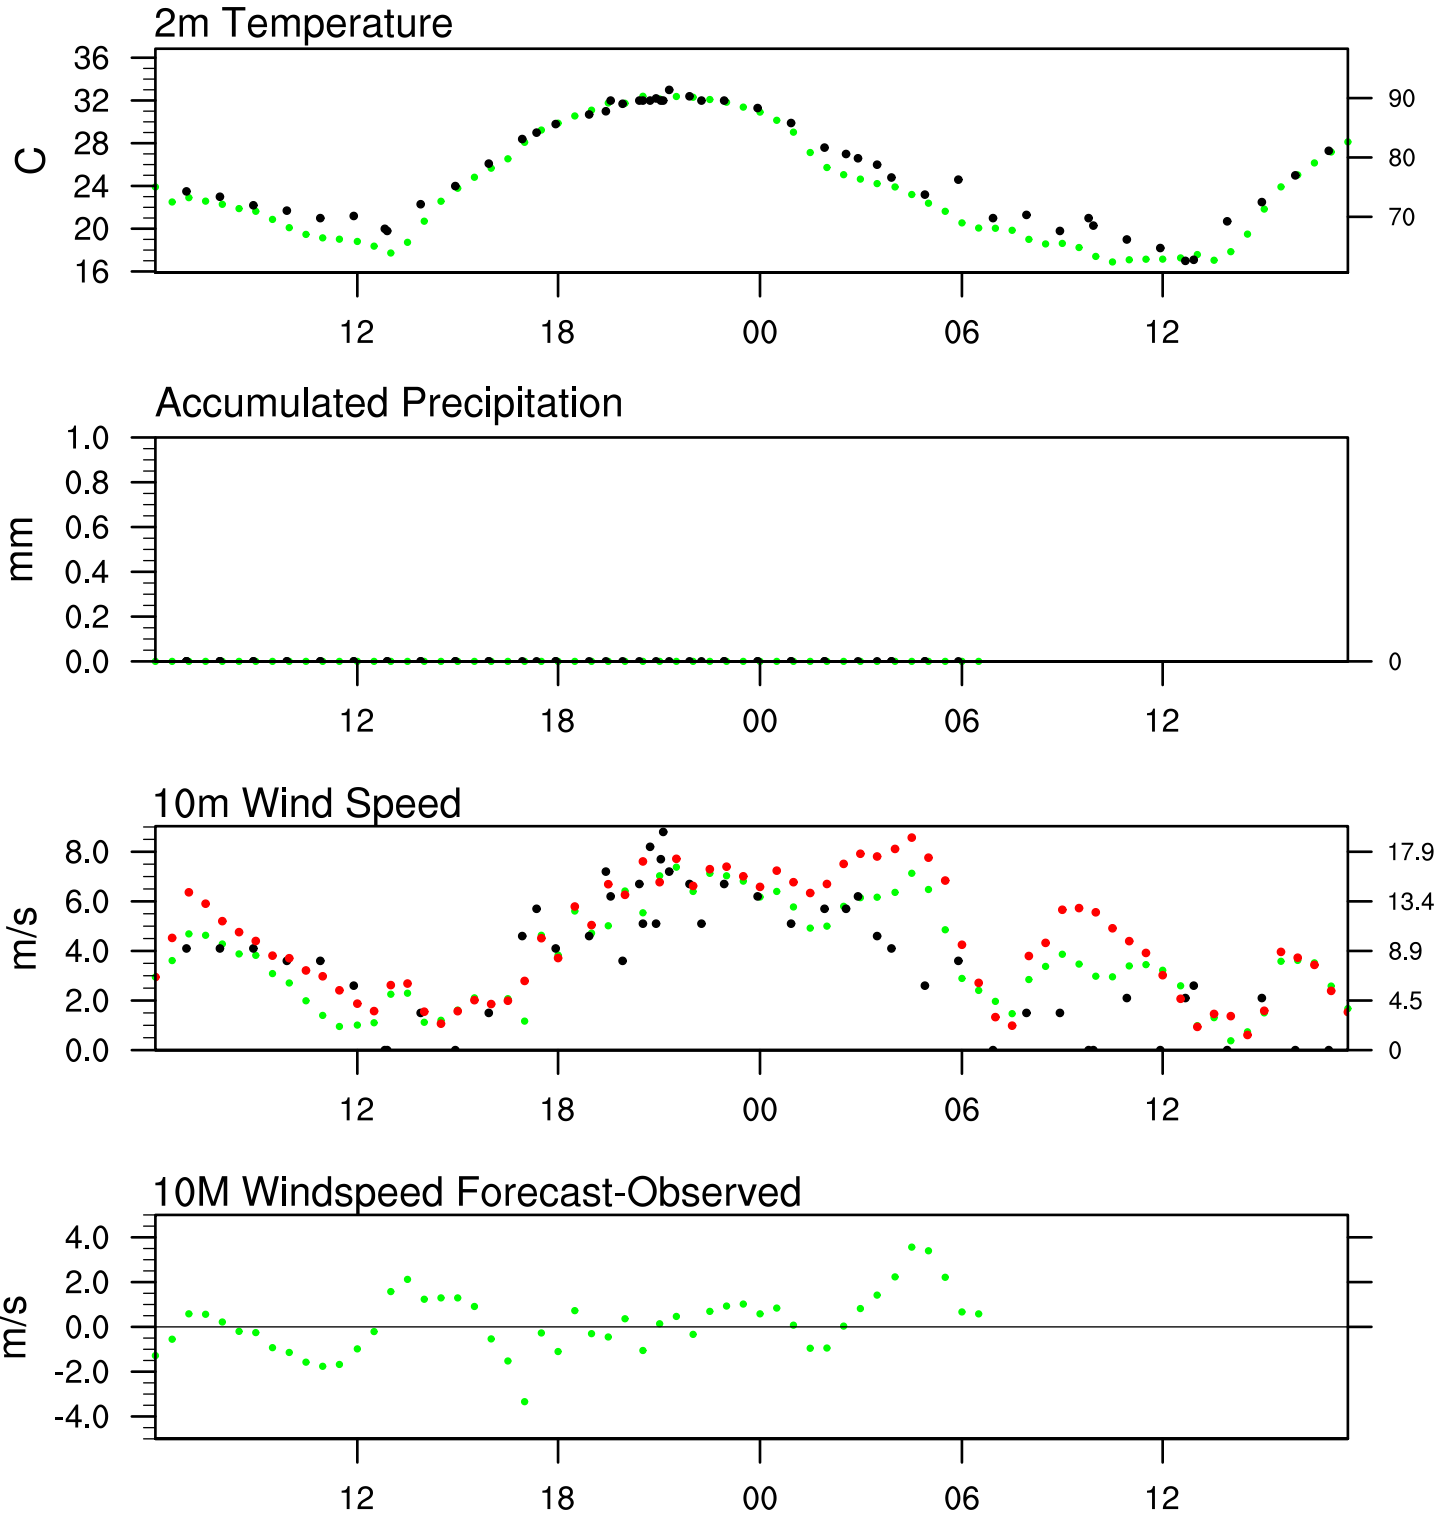 2m Temperature
36
32
28
24
20
16
C
90
80
70
12 18 00 06 12
Accumulated Precipitation
1.0
0.8
0.6
0.4
0.2
0.0
mm
0
12 18 00 06 12
10m Wind Speed
8.0
6.0
4.0
2.0
0.0
m/s
17.9
13.4
8.9
4.5
0
12 18 00 06 12
10M Windspeed Forecast-Observed
4.0
2.0
0.0
-2.0
-4.0
m/s
12 18 00 06 12